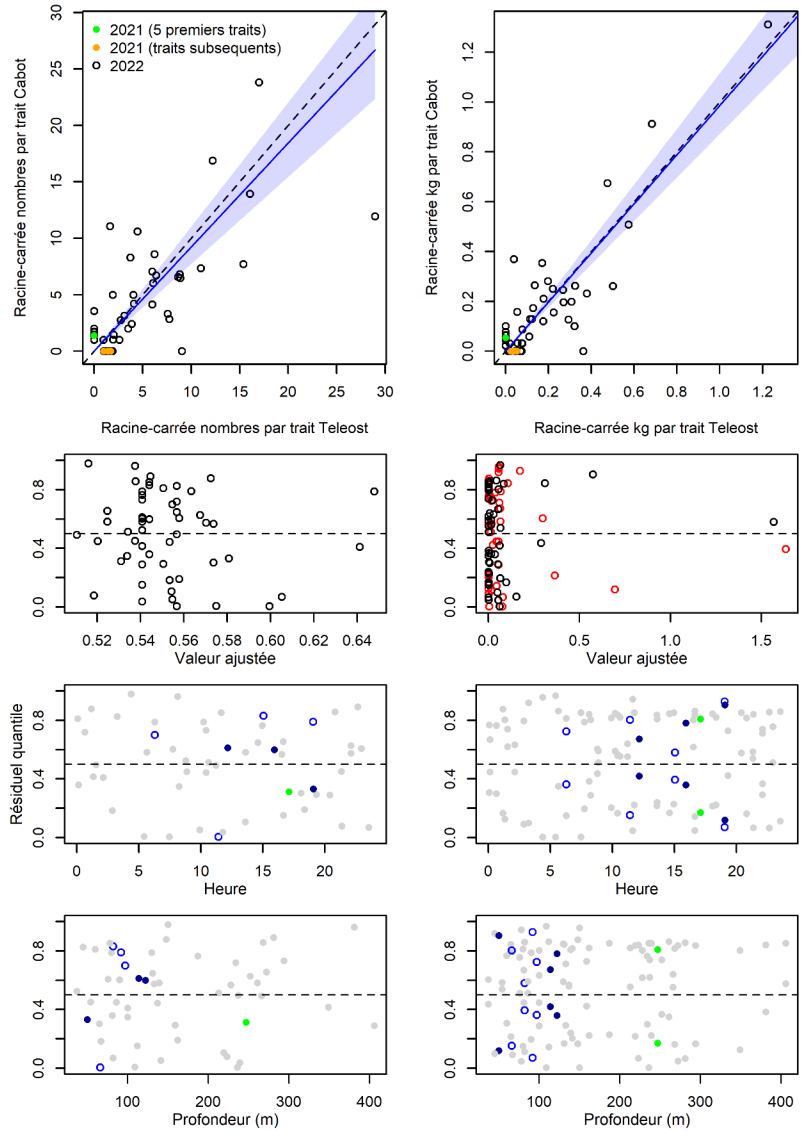 Racine-carrée nombres par trait Cabot
30
25
20
15
10
5
0
2021 (5 premiers traits)
2021 (traits subsequents)
2022
0 5 10 15 20 25 30
Racine-carrée nombres par trait Teleost
Racine-carrée kg par trait Cabot
1.2
1.0
0.8
0.6
0.4
0.2
0.0
0.0 0.2 0.4 0.6 0.8 1.0 1.2
Racine-carrée kg par trait Teleost
0.8
0.4
0.0
0.52 0.54 0.56 0.58 0.60 0.62 0.64
Valeur ajustée
0.8
0.4
0.0
0.0 0.5 1.0 1.5
Valeur ajustée
Résiduel quantile
0.8
0.4
0.0
0 5 10 15 20
Heure
0.8
0.4
0.0
0 5 10 15 20
Heure
0.8
0.4
0.0
100 200 300 400
Profondeur (m)
0.8
0.4
0.0
100 200 300 400
Profondeur (m)